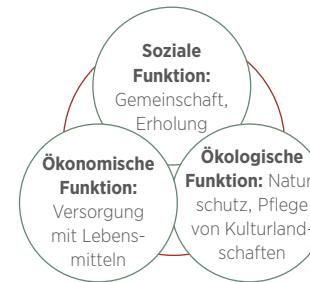 Soziale
Funktion:
Gemeinschaft,
Erholung
Ökonomische
Funktion:
Versorgung
mit Lebens-
mitteln
Ökologische
Funktion: Natur
schutz, Pflege
von Kulturland-
schaften